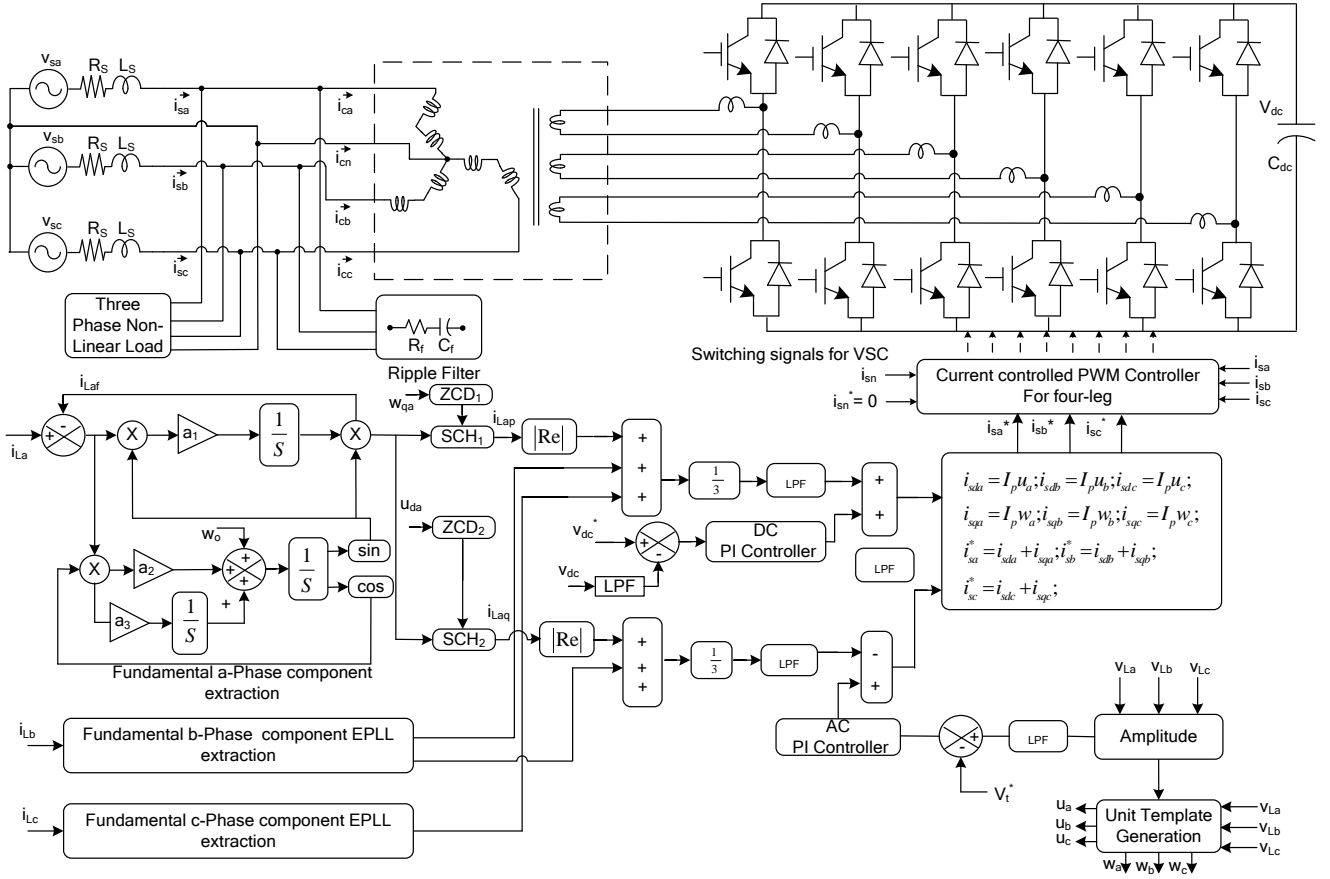 v_sa
R_S L_S
i_sa
i_ca
v_sb
R_S L_S
i_sb
i_cn
i_cb
v_sc
R_S L_S
i_sc
i_cc
V_dc
C_dc
Three
Phase Non-
Linear Load
R_f C_f
Ripple Filter
Switching signals for VSC
i_sn
i_sn* = 0
Current controlled PWM Controller
For four-leg
i_sa
i_sb
i_sc
i_sa* i_sb* i_sc*
i_Laf
i_La
+ -
X
a_1
1/S
X
w_qa
ZCD_1
SCH_1
i_Lap
|Re|
+
+
+
1/3
LPF
+
+
i_sda = I_p u_a; i_sdb = I_p u_b; i_sdc = I_p u_c;
i_sqa = I_p w_a; i_sqb = I_p w_b; i_sqc = I_p w_c;
i*_sa = i_sda + i_sqa; i*_sb = i_sdb + i_sqb;
i*_sc = i_sdc + i_sqc;
w_o
X
a_2
a_3
1/S
+
+
+
+
1/S
sin
cos
u_da
ZCD_2
SCH_2
i_Laq
|Re|
v_dc*
v_dc
LPF
+
-
DC
PI Controller
LPF
+
+
+
1/3
LPF
-
+
Fundamental a-Phase component
extraction
i_Lb
Fundamental b-Phase component EPLL
extraction
i_Lc
Fundamental c-Phase component EPLL
extraction
AC
PI Controller
+
-
V_t*
LPF
v_La v_Lb v_Lc
Amplitude
Unit Template
Generation
u_a
u_b
u_c
v_La
v_Lb
v_Lc
w_a w_b w_c